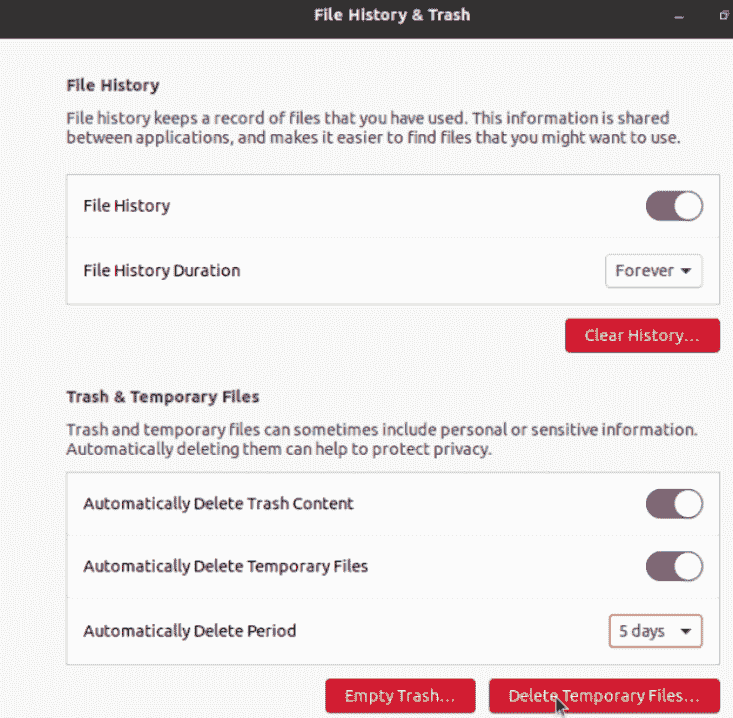 File History & Trash
File History
File history keeps a record of files that you have used. This information is shared
between applications, and makes it easier to find files that you might want to use.
File History
File History Duration
Forever
Clear History...
Trash & Temporary Files
Trash and temporary files can sometimes include personal or sensitive information.
Automatically deleting them can help to protect privacy.
Automatically Delete Trash Content
Automatically Delete Temporary Files
Automatically Delete Period
5 days
Empty Trash...
Delete Temporary Files...